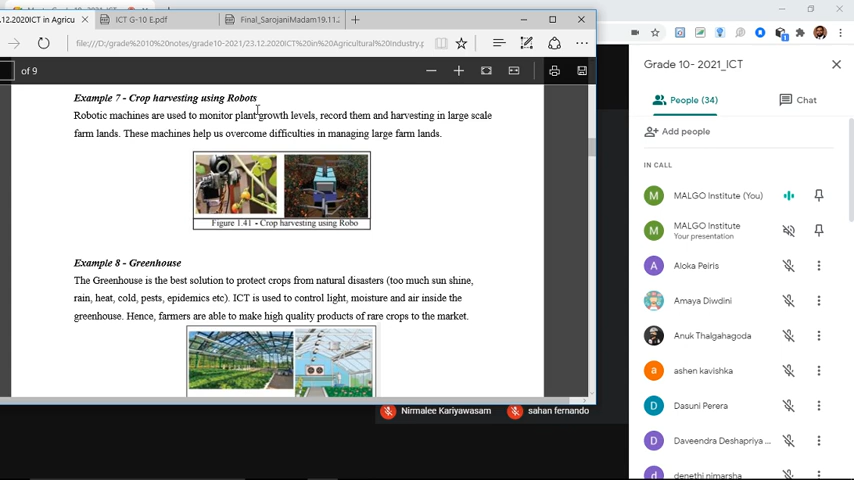 12.2020ICT in Agricu
ICT G-10 E.pdf
Final_SarojaniMadam19.11.2
file:///D:/grade%2010%20notes/grade10-2021/23.12.2020ICT%20in%20Agricultural%20Industry.p
of 9
Example 7 - Crop harvesting using Robots
Robotic machines are used to monitor plant growth levels, record them and harvesting in large scale
farm lands. These machines help us overcome difficulties in managing large farm lands.
Figure 1.41 - Crop harvesting using Robo
Example 8 - Greenhouse
The Greenhouse is the best solution to protect crops from natural disasters (too much sun shine,
rain, heat, cold, pests, epidemics etc). ICT is used to control light, moisture and air inside the
greenhouse. Hence, farmers are able to make high quality products of rare crops to the market.
Nirmalee Kariyawasam
sahan fernando
Grade 10- 2021_ICT
People (34)
Chat
Add people
IN CALL
M MALGO Institute (You)
M MALGO Institute
Your presentation
A Aloka Peiris
Amaya Diwdini
Anuk Thalgahagoda
a ashen kavishka
D Dasuni Perera
D Daveendra Deshapriya ...
d denethi nimarsha